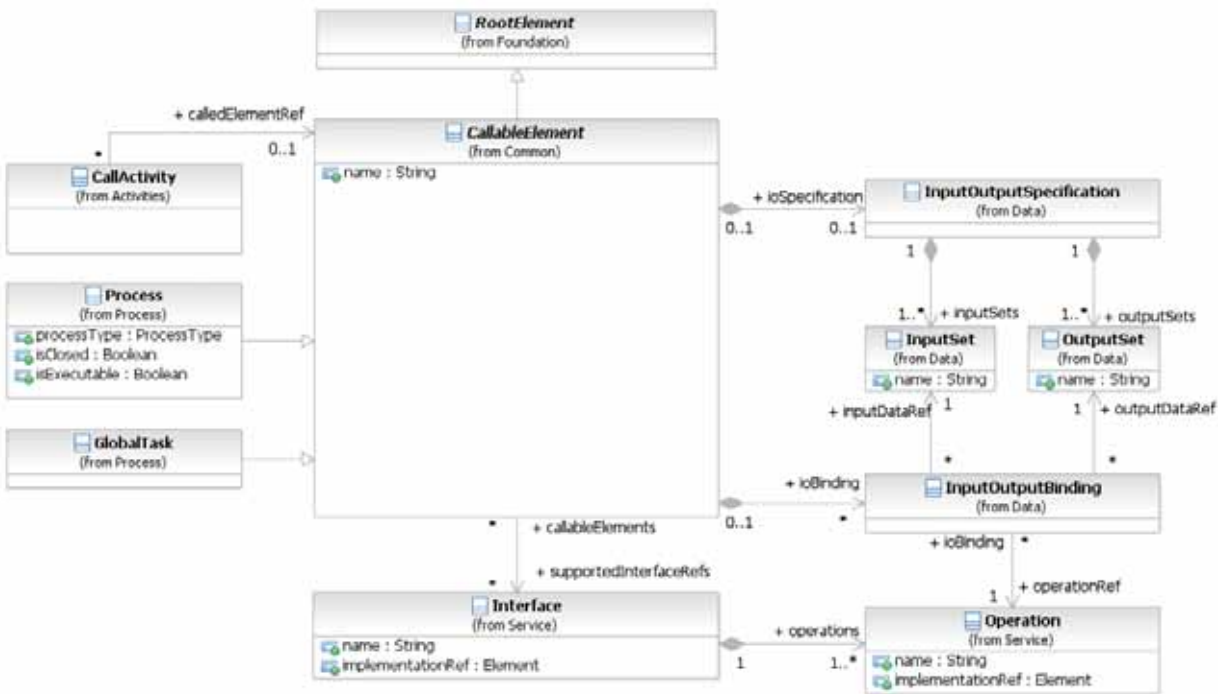 RootElement
(from Foundation)
+ calledElementRef
0..1
*
CallActivity
(from Activities)
CallableElement
(from Common)
name : String
+ ioSpecification
0..1
0..1
InputOutputSpecification
(from Data)
1
1
1..*
+ inputSets
1..*
+ outputSets
Process
(from Process)
processType : ProcessType
isClosed : Boolean
isExecutable : Boolean
InputSet
(from Data)
name : String
OutputSet
(from Data)
name : String
+ inputDataRef
1
1
+ outputDataRef
GlobalTask
(from Process)
*
*
+ ioBinding
0..1
*
InputOutputBinding
(from Data)
*
+ callableElements
+ ioBinding
*
*
+ supportedInterfaceRefs
1
+ operationRef
Interface
(from Service)
name : String
implementationRef : Element
+ operations
1
1..*
Operation
(from Service)
name : String
implementationRef : Element